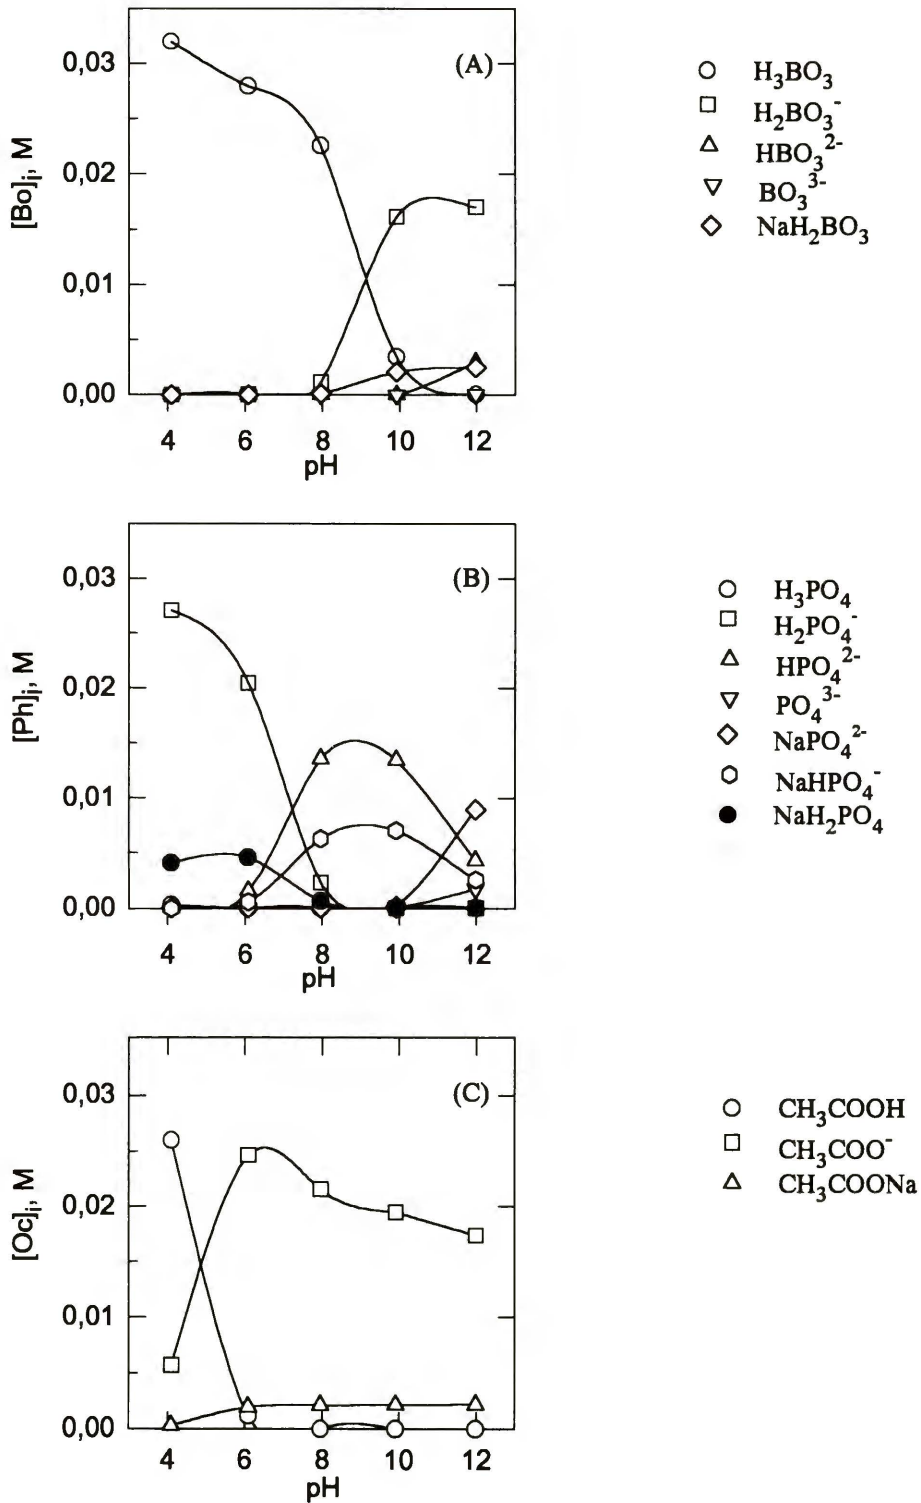 (A)
[Bo]i, M
0,03
0,02
0,01
0,00
4 6 8 10 12
pH
H₃BO₃
H₂BO₃⁻
HBO₃²⁻
BO₃³⁻
NaH₂BO₃
(B)
[Ph]i, M
0,03
0,02
0,01
0,00
4 6 8 10 12
pH
H₃PO₄
H₂PO₄⁻
HPO₄²⁻
PO₄³⁻
NaPO₄²⁻
NaHPO₄⁻
NaH₂PO₄
(C)
[Oc]i, M
0,03
0,02
0,01
0,00
4 6 8 10 12
pH
CH₃COOH
CH₃COO⁻
CH₃COONa